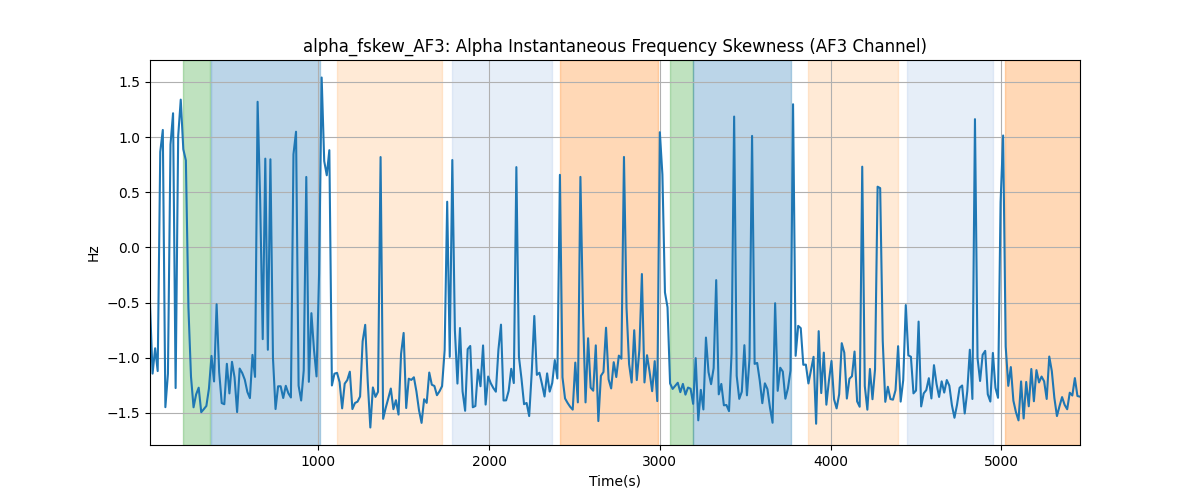 alpha_fskew_AF3: Alpha Instantaneous Frequency Skewness (AF3 Channel)
1.5
1.0
0.5
0.0
−0.5
−1.0
−1.5
Hz
1000 2000 3000 4000 5000
Time(s)